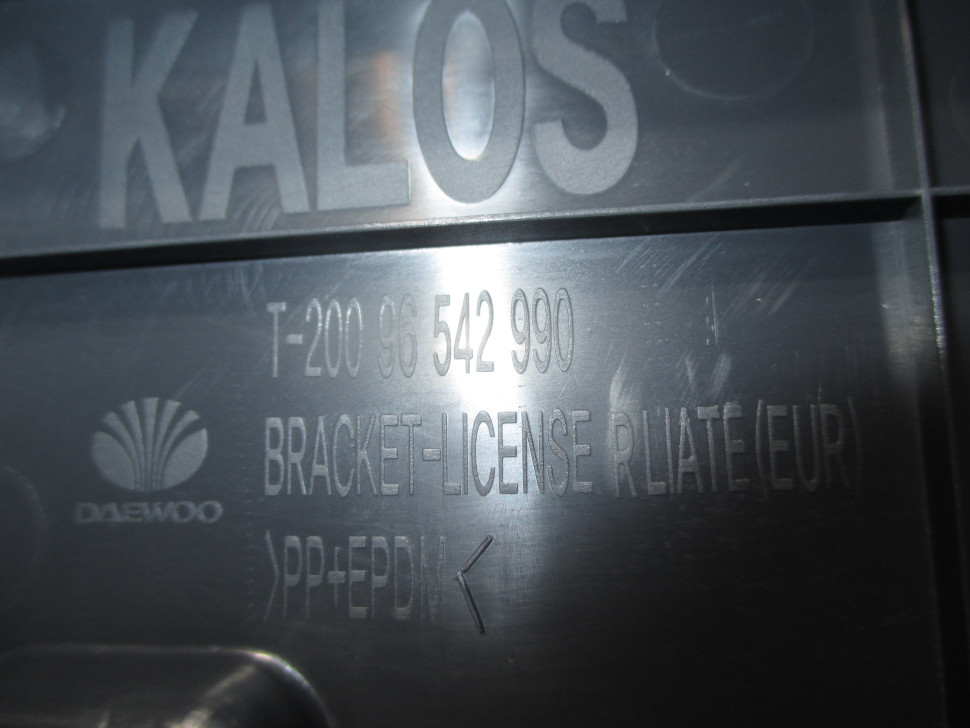 KALOS
T-200 96 542 990
BRACKET-LICENSE RLIATE(EUR)
DAEWOO
>PP+EPDM<